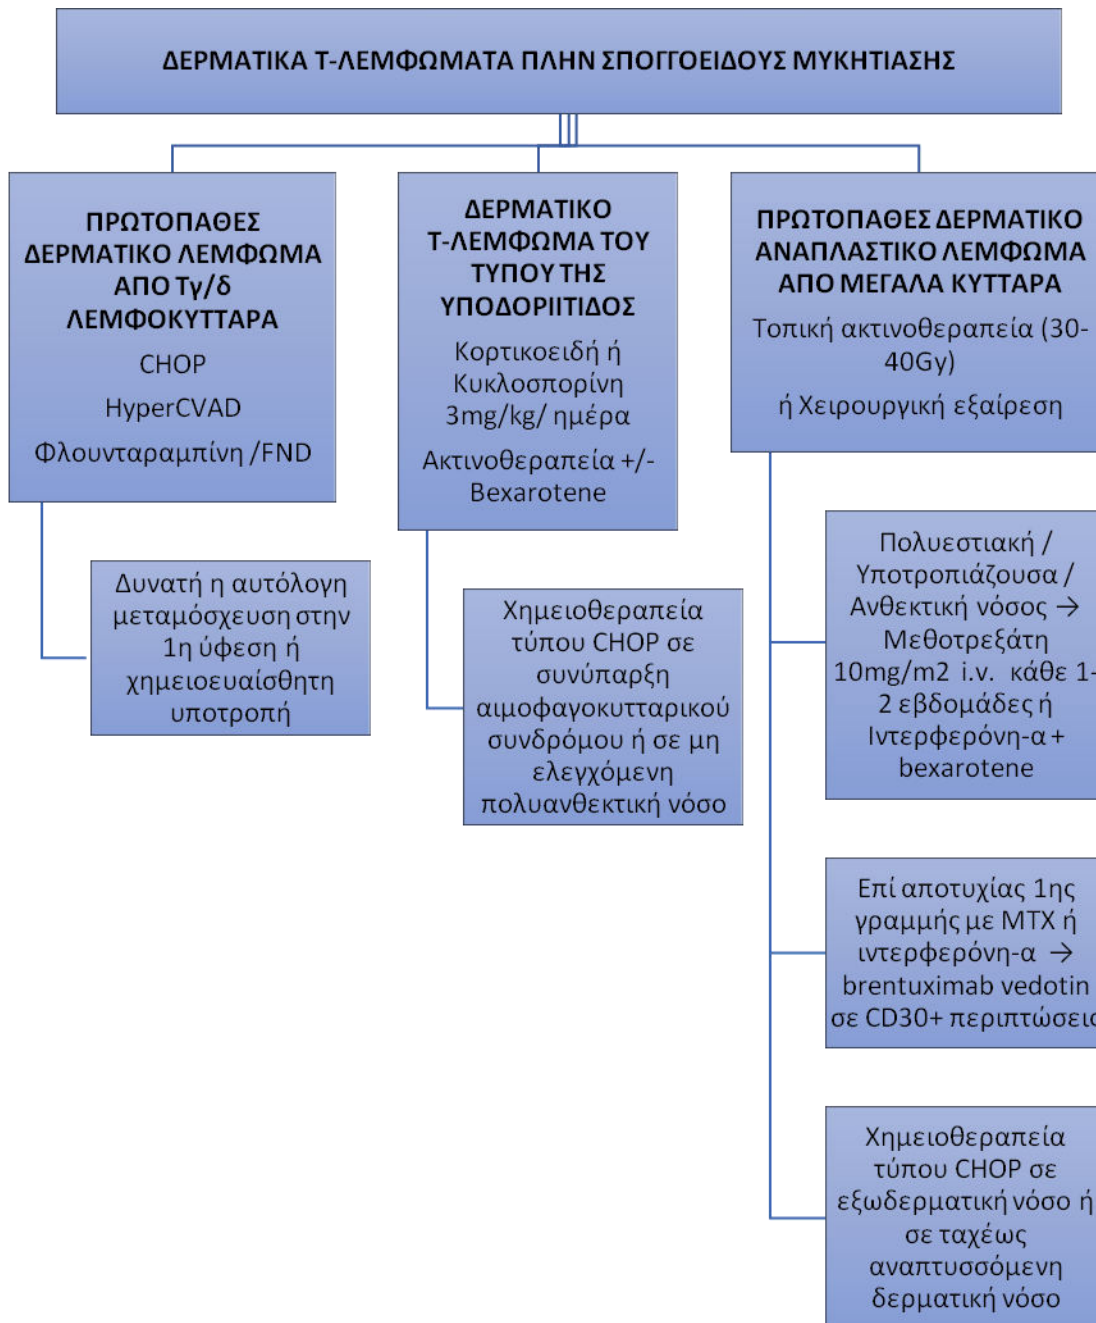 ΔΕΡΜΑΤΙΚΑ Τ-ΛΕΜΦΩΜΑΤΑ ΠΛΗΝ ΣΠΟΓΓΟΕΙΔΟΥΣ ΜΥΚΗΤΙΑΣΗΣ
ΠΡΩΤΟΠΑΘΕΣ
ΔΕΡΜΑΤΙΚΟ ΛΕΜΦΩΜΑ
ΑΠΟ Τγ/δ
ΛΕΜΦΟΚΥΤΤΑΡΑ
CHOP
HyperCVAD
Φλουνταραμπίνη /FND
Δυνατή η αυτόλογη
μεταμόσχευση στην
1η ύφεση ή
χημειοευαίσθητη
υποτροπή
ΔΕΡΜΑΤΙΚΟ
Τ-ΛΕΜΦΩΜΑ ΤΟΥ
ΤΥΠΟΥ ΤΗΣ
ΥΠΟΔΟΡΙΙΤΙΔΟΣ
Κορτικοειδή ή
Κυκλοσπορίνη
3mg/kg/ ημέρα
Ακτινοθεραπεία +/-
Bexarotene
Χημειοθεραπεία
τύπου CHOP σε
συνύπαρξη
αιμοφαγοκυτταρικού
συνδρόμου ή σε μη
ελεγχόμενη
πολυανθεκτική νόσο
ΠΡΩΤΟΠΑΘΕΣ ΔΕΡΜΑΤΙΚΟ
ΑΝΑΠΛΑΣΤΙΚΟ ΛΕΜΦΩΜΑ
ΑΠΟ ΜΕΓΑΛΑ ΚΥΤΤΑΡΑ
Τοπική ακτινοθεραπεία (30-
40Gy)
ή Χειρουργική εξαίρεση
Πολυεστιακή /
Υποτροπιάζουσα /
Ανθεκτική νόσος →
Μεθοτρεξάτη
10mg/m2 i.v. κάθε 1-
2 εβδομάδες ή
Ιντερφερόνη-α +
bexarotene
Επί αποτυχίας 1ης
γραμμής με MTX ή
ιντερφερόνη-α →
brentuximab vedotin
σε CD30+ περιπτώσεις
Χημειοθεραπεία
τύπου CHOP σε
εξωδερματική νόσο ή
σε ταχέως
αναπτυσσόμενη
δερματική νόσο